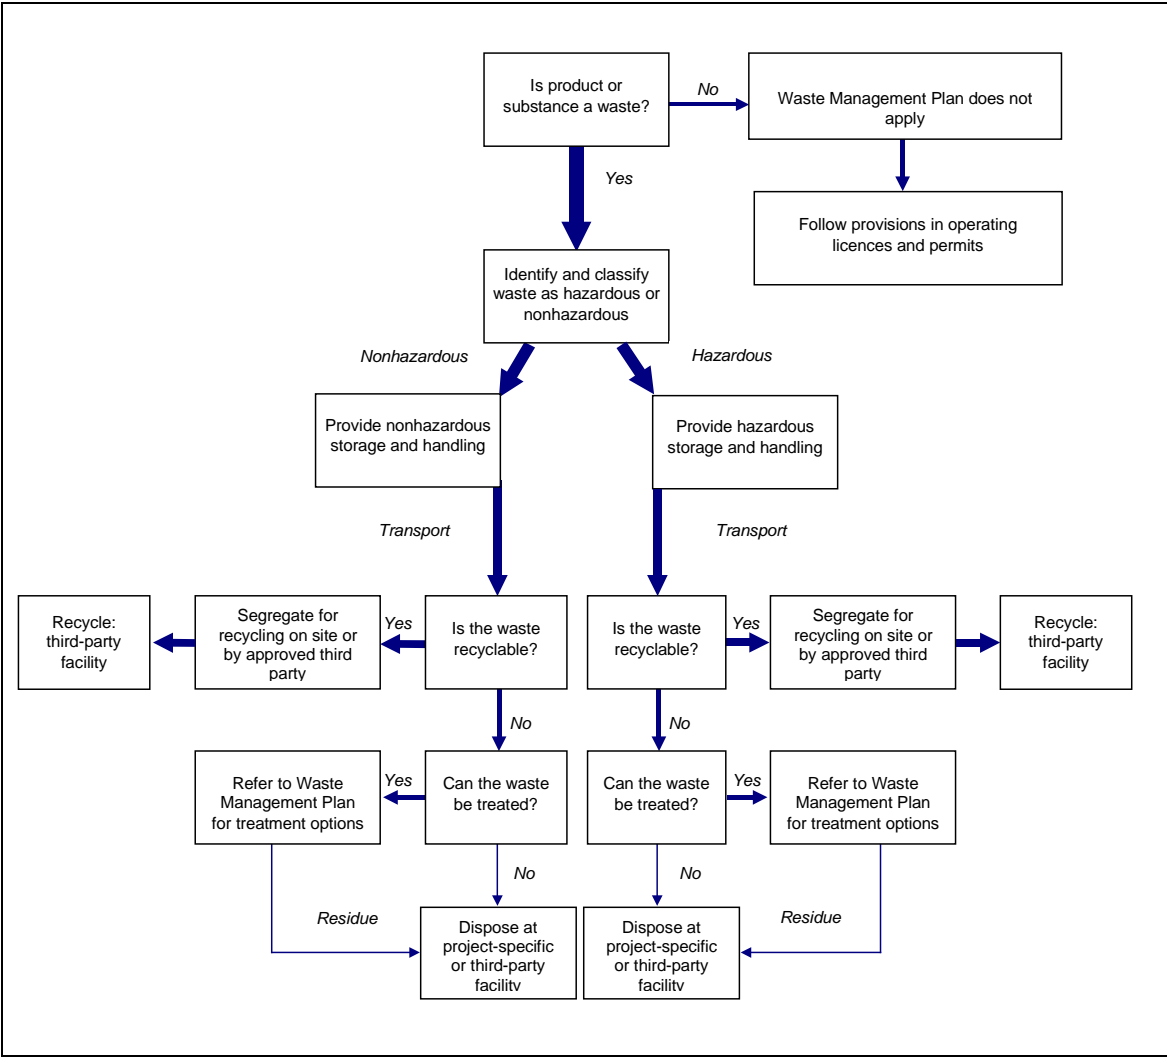 Is product or
substance a waste?
No
Waste Management Plan does not
apply
Yes
Follow provisions in operating
licences and permits
Identify and classify
waste as hazardous or
nonhazardous
Nonhazardous
Hazardous
Provide nonhazardous
storage and handling
Provide hazardous
storage and handling
Transport
Transport
Recycle:
third-party
facility
Segregate for
recycling on site or
by approved third
party
Yes
Is the waste
recyclable?
Is the waste
recyclable?
Yes
Segregate for
recycling on site or
by approved third
party
Recycle:
third-party
facility
No
No
Refer to Waste
Management Plan
for treatment options
Yes
Can the waste
be treated?
Can the waste
be treated?
Yes
Refer to Waste
Management Plan
for treatment options
No
No
Residue
Dispose at
project-specific
or third-party
facility
Dispose at
project-specific
or third-party
facility
Residue